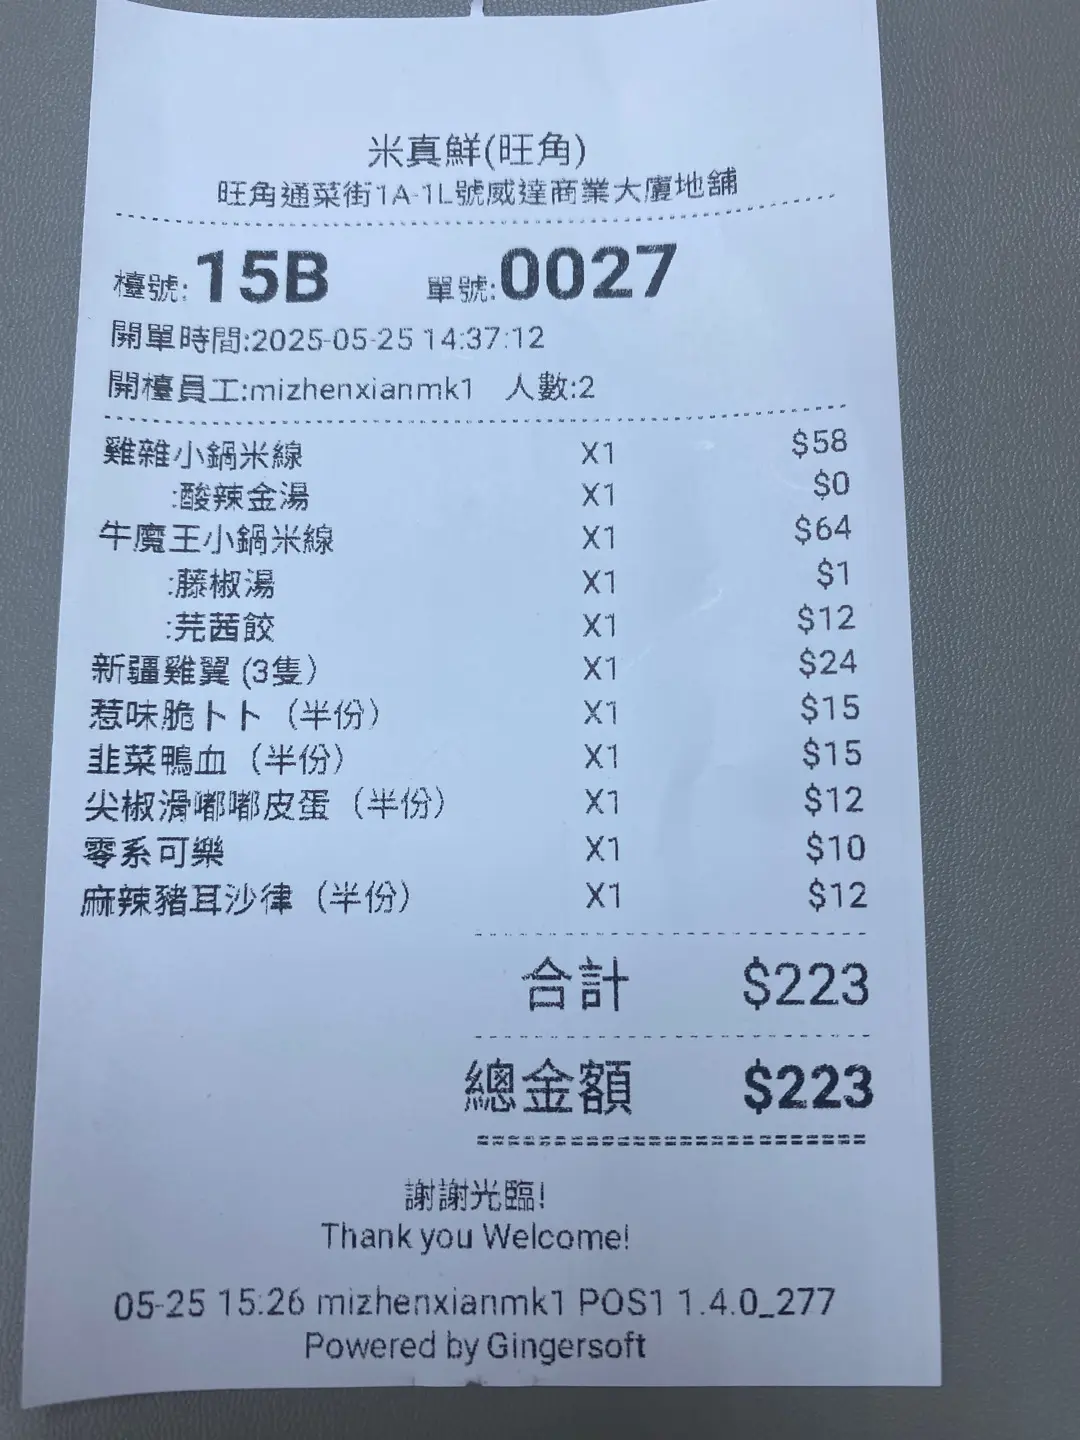 米真鮮(旺角)
旺角通菜街1A-1L號威達商業大廈地舖
檯號:15B 單號:0027
開單時間:2025-05-25 14:37:12
開檯員工:mizhenxianmk1 人數:2
雞雜小鍋米線 X1 $58
:酸辣金湯 X1 $0
牛魔王小鍋米線 X1 $64
:藤椒湯 X1 $1
:芫茜餃 X1 $12
新疆雞翼 (3隻) X1 $24
惹味脆卜卜（半份） X1 $15
韭菜鴨血（半份） X1 $15
尖椒滑嘟嘟皮蛋（半份） X1 $12
零系可樂 X1 $10
麻辣豬耳沙律（半份） X1 $12
合計 $223
總金額 $223
謝謝光臨!
Thank you Welcome!
05-25 15:26 mizhenxianmk1 POS1 1.4.0_277
Powered by Gingersoft